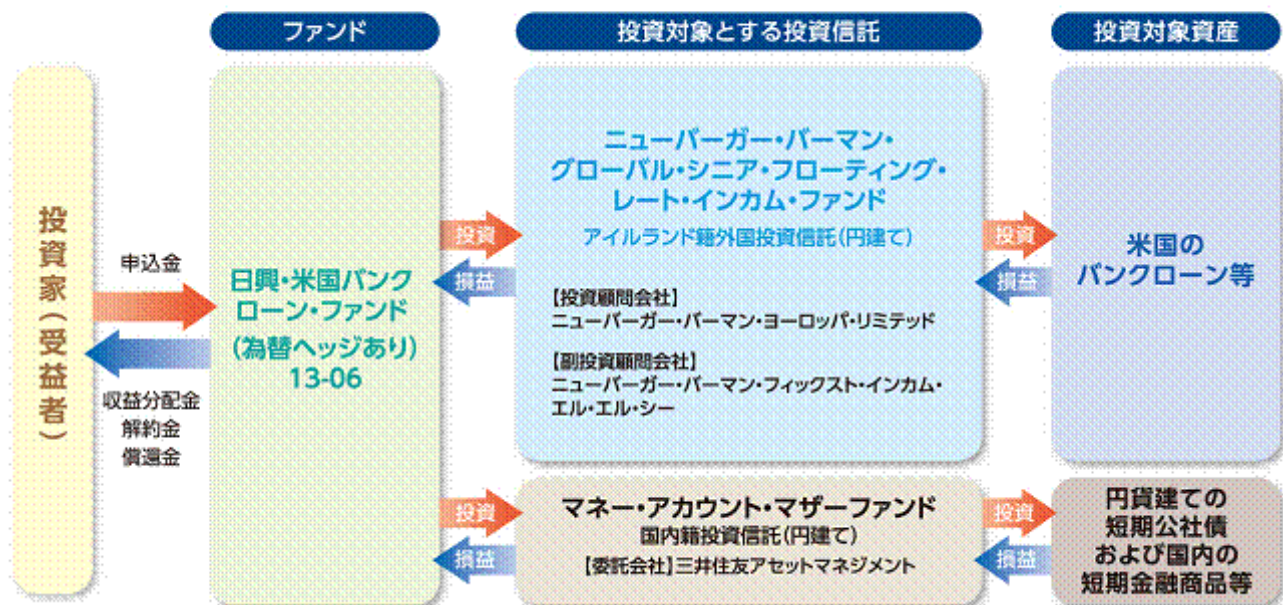 ファンド
投資対象とする投資信託
投資対象資産
投資家(受益者)
申込金
収益分配金
解約金
償還金
日興・米国バンク
ローン・ファンド
(為替ヘッジあり)
13-06
投資
損益
ニューバーガー・バーマン・
グローバル・シニア・フローティング・
レート・インカム・ファンド
アイルランド籍外国投資信託(円建て)
【投資顧問会社】
ニューバーガー・バーマン・ヨーロッパ・リミテッド
【副投資顧問会社】
ニューバーガー・バーマン・フィックスト・インカム・
エル・エル・シー
投資
損益
米国の
バンクローン等
投資
損益
マネー・アカウント・マザーファンド
国内籍投資信託(円建て)
【委託会社】三井住友アセットマネジメント
投資
損益
円貨建ての
短期公社債
および国内の
短期金融商品等